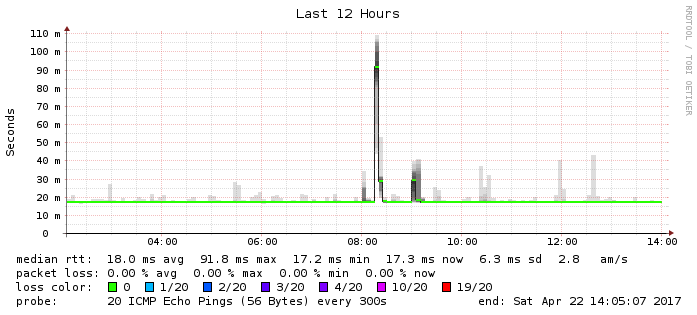 Last 12 Hours
RRDTOOL / TOBI OETIKER
Seconds
110 m
100 m
90 m
80 m
70 m
60 m
50 m
40 m
30 m
20 m
10 m
0
04:00 06:00 08:00 10:00 12:00 14:00
median rtt: 18.0 ms avg 91.8 ms max 17.2 ms min 17.3 ms now 6.3 ms sd 2.8 am/s
packet loss: 0.00 % avg 0.00 % max 0.00 % min 0.00 % now
loss color: 0 1/20 2/20 3/20 4/20 10/20 19/20
probe: 20 ICMP Echo Pings (56 Bytes) every 300s end: Sat Apr 22 14:05:07 2017